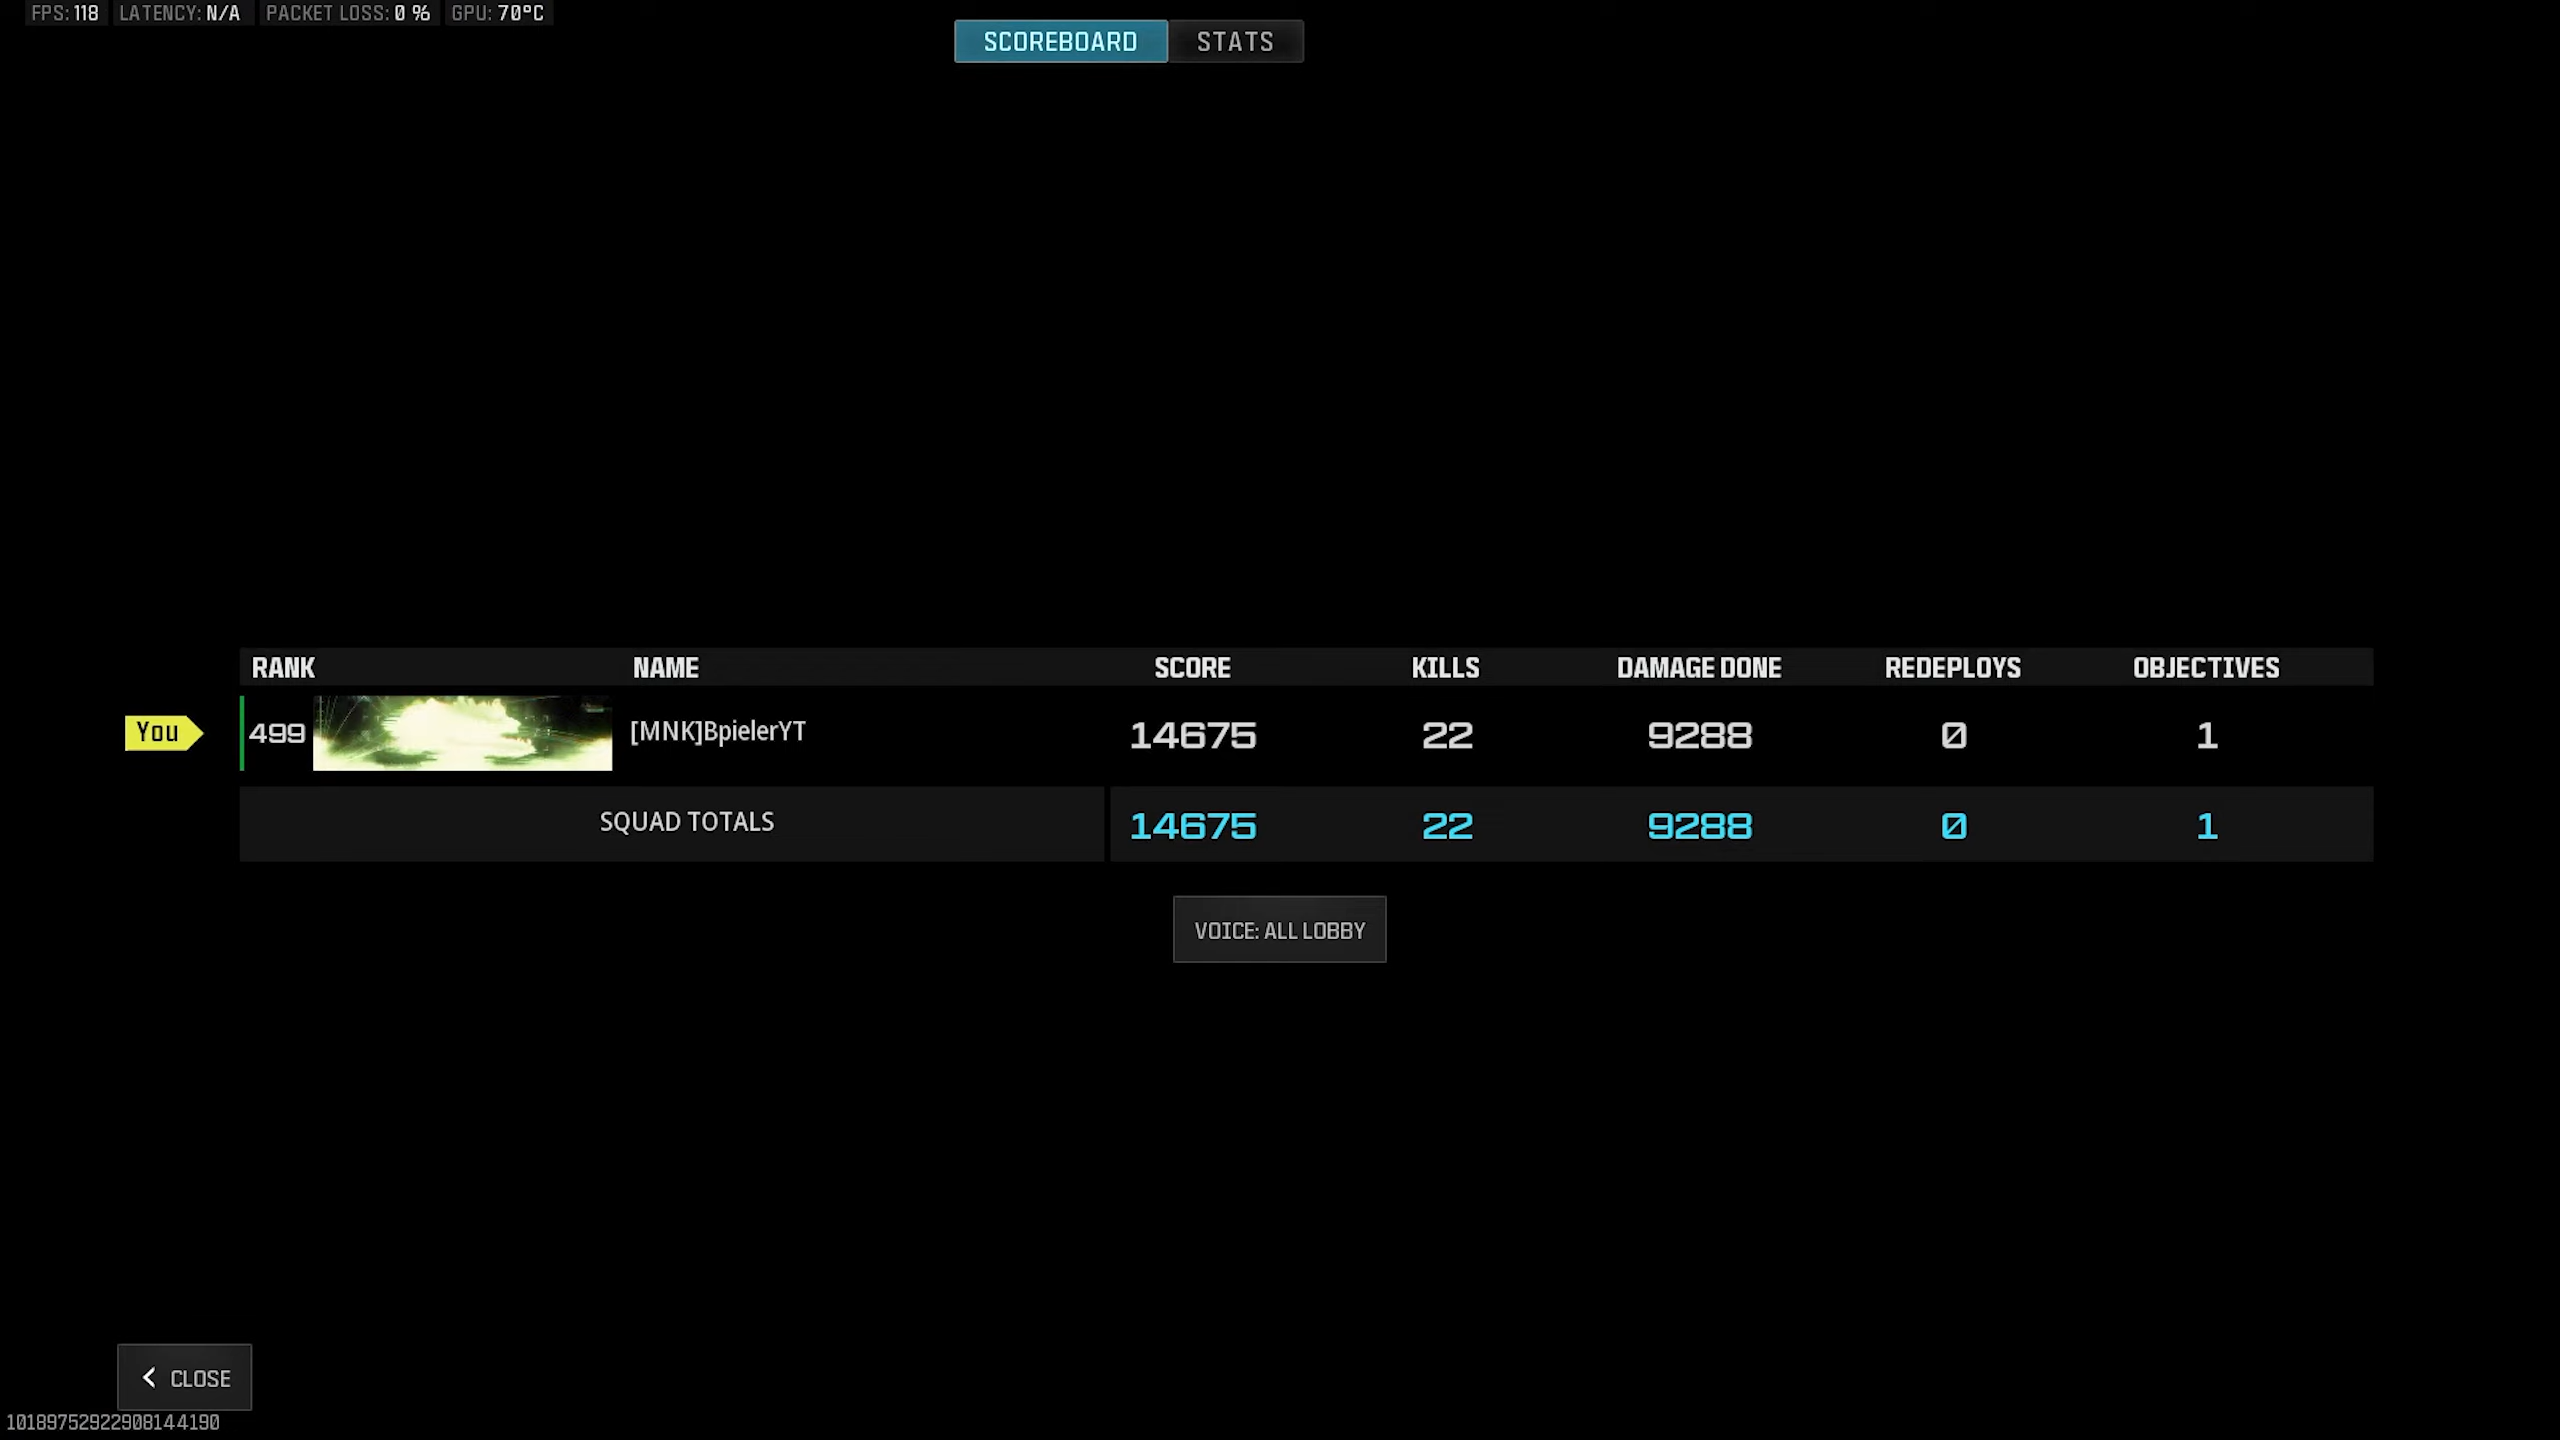 FPS: 118 LATENCY: N/A PACKET LOSS: 0 % GPU: 70°C
SCOREBOARD STATS
RANK NAME SCORE KILLS DAMAGE DONE REDEPLOYS OBJECTIVES
You 499 [MNK]BpielerYT 14675 22 9288 0 1
SQUAD TOTALS 14675 22 9288 0 1
VOICE: ALL LOBBY
CLOSE
10189752922908144190